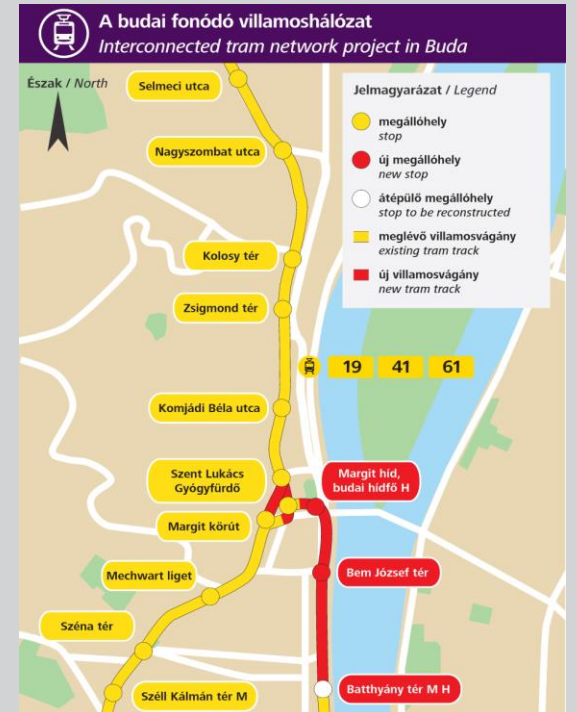 A budai fonódó villamoshálózat
Interconnected tram network project in Buda
Észak / North
Selmeci utca
Jelmagyarázat / Legend
megállóhely
stop
új megállóhely
new stop
átépülő megállóhely
stop to be reconstructed
meglévő villamosvágány
existing tram track
új villamosvágány
new tram track
Nagyszombat utca
Kolosy tér
Zsigmond tér
19 41 61
Komjádi Béla utca
Szent Lukács
Gyógyfürdő
Margit híd,
budai hídfő H
Margit körút
Mechwart liget
Bem József tér
Széna tér
Széll Kálmán tér M
Batthyány tér M H